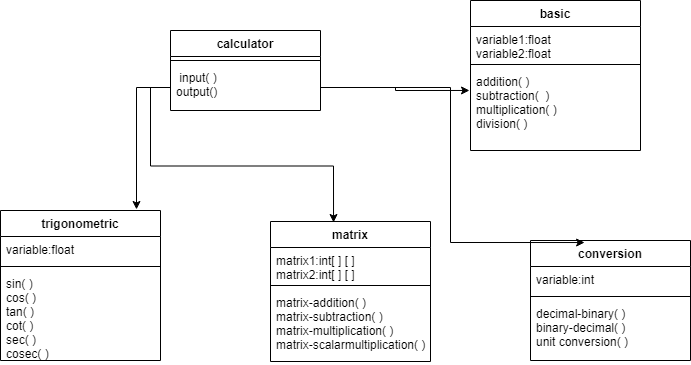 calculator
input( )
output()
basic
variable1:float
variable2:float
addition( )
subtraction(  )
multiplication( )
division( )
trigonometric
variable:float
sin( )
cos( )
tan( )
cot( )
sec( )
cosec( )
matrix
matrix1:int[ ] [ ]
matrix2:int[ ] [ ]
matrix-addition( )
matrix-subtraction( )
matrix-multiplication( )
matrix-scalarmultiplication( )
conversion
variable:int
decimal-binary( )
binary-decimal( )
unit conversion( )